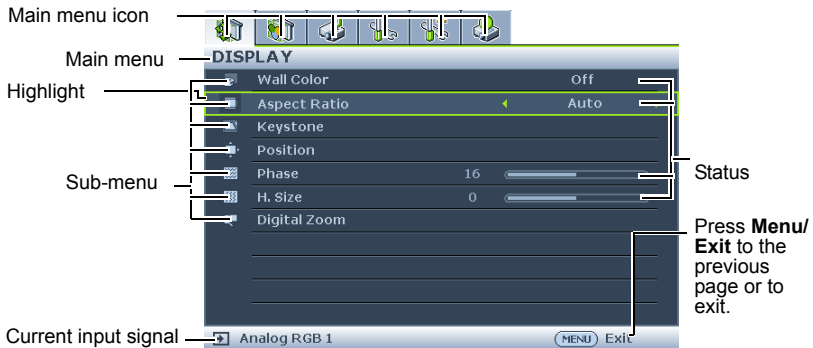 Main menu icon
Main menu
DISPLAY
Highlight
Wall Color Off
Aspect Ratio Auto
Keystone
Position
Sub-menu
Phase 16
Status
H. Size 0
Digital Zoom
Press Menu/
Exit to the
previous
page or to
exit.
Current input signal
Analog RGB 1
MENU Exit